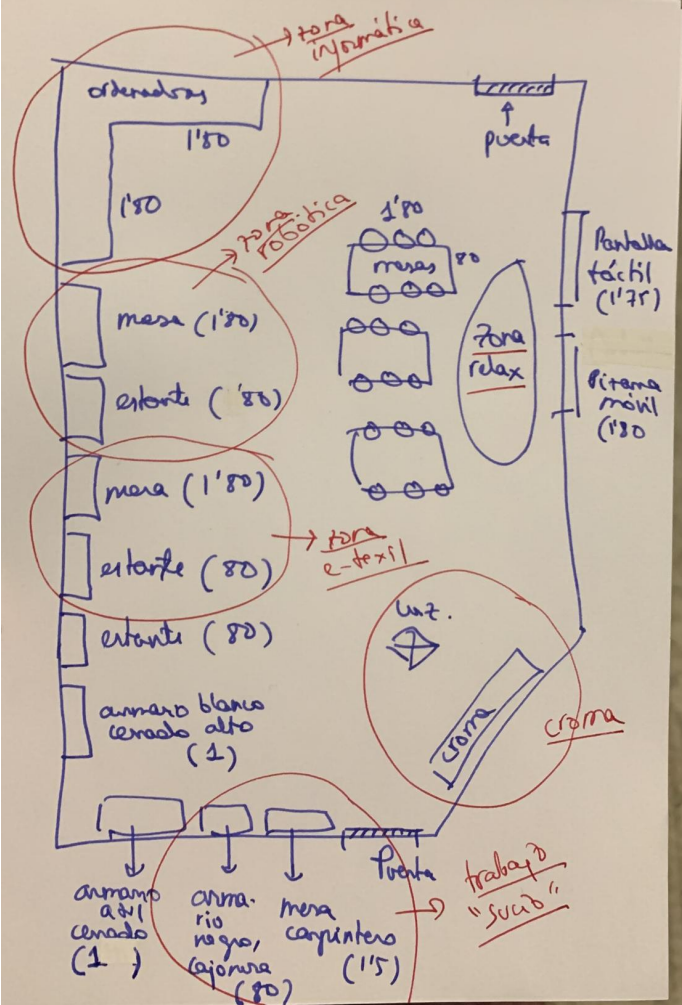 zona
informática
ordenadores
1'80
1'80
puerta
zona
robótica
1'80
mesas
80
Pantalla
táctil
(1'75)
mesa (1'80)
estante ('80)
zona
relax
Pizarra
móvil
(1'80
mesa (1'80)
estante (80)
zona
e-textil
estante (80)
luz.
armario blanco
cerrado alto
(1)
croma
croma
Puerta
trabajo
"sucio"
armario
azul
cerrado
(1)
arma-
rio
negro,
cajonera
(80)
mesa
carpintero
(1'5)